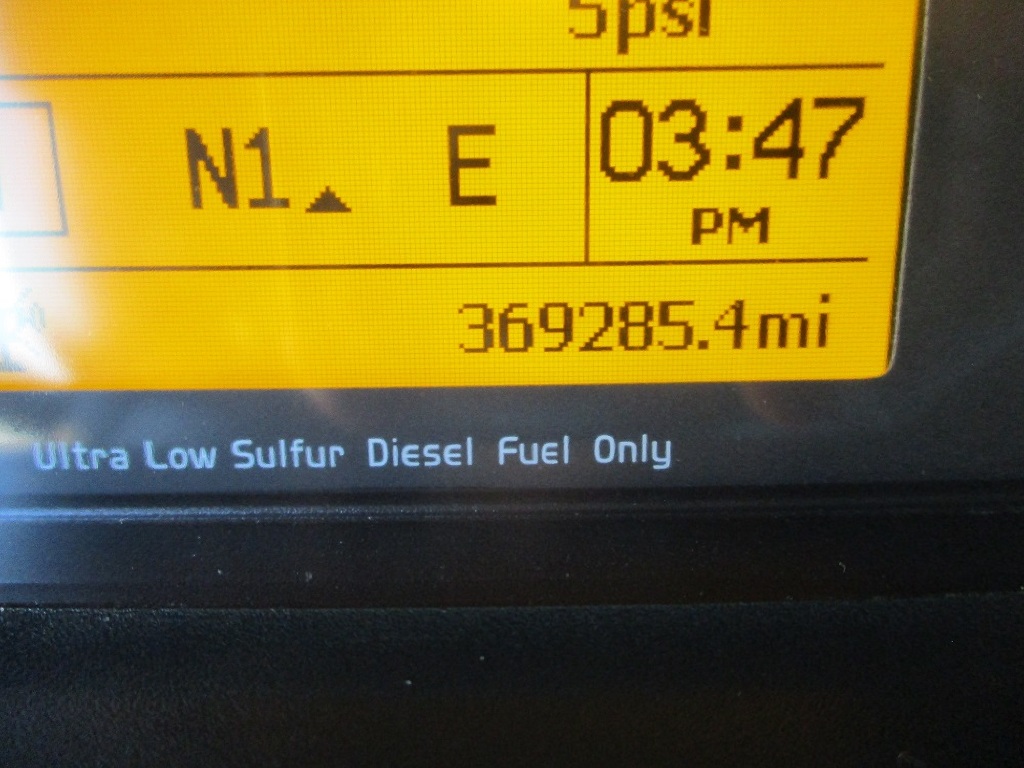 5psi
N1 E 03:47
PM
369285.4mi
Ultra Low Sulfur Diesel Fuel Only